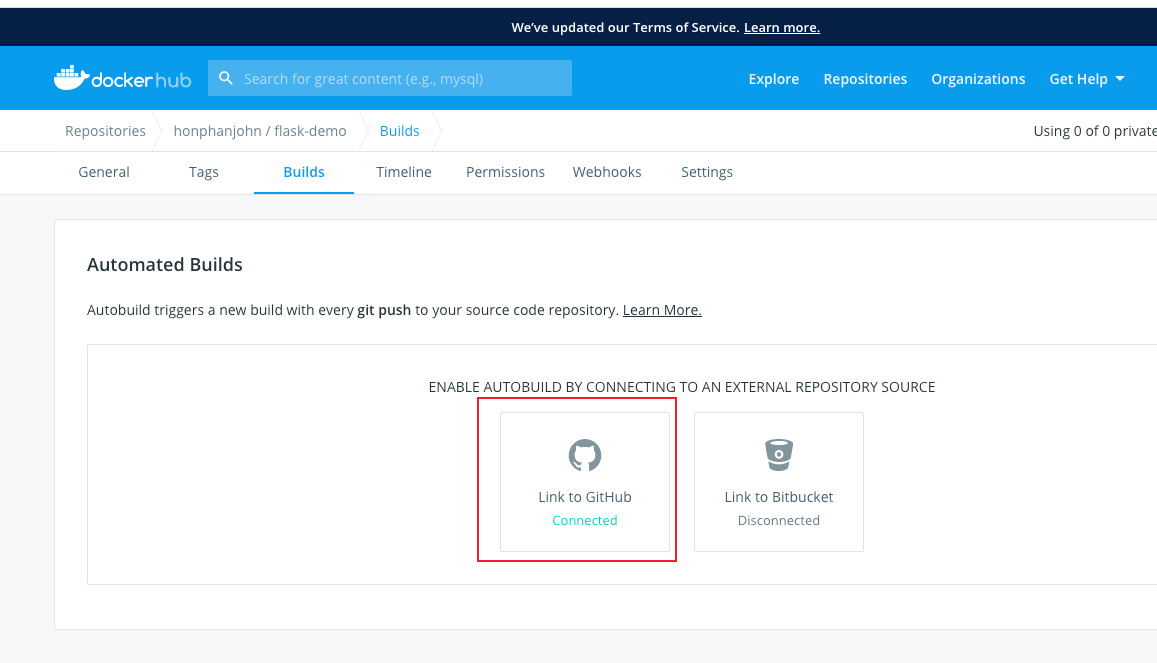 We've updated our Terms of Service. Learn more.
dockerhub
Search for great content (e.g., mysql)
Explore Repositories Organizations Get Help
Repositories honphanjohn / flask-demo Builds Using 0 of 0 private
General Tags Builds Timeline Permissions Webhooks Settings
Automated Builds
Autobuild triggers a new build with every git push to your source code repository. Learn More.
ENABLE AUTOBUILD BY CONNECTING TO AN EXTERNAL REPOSITORY SOURCE
Link to GitHub
Connected
Link to Bitbucket
Disconnected